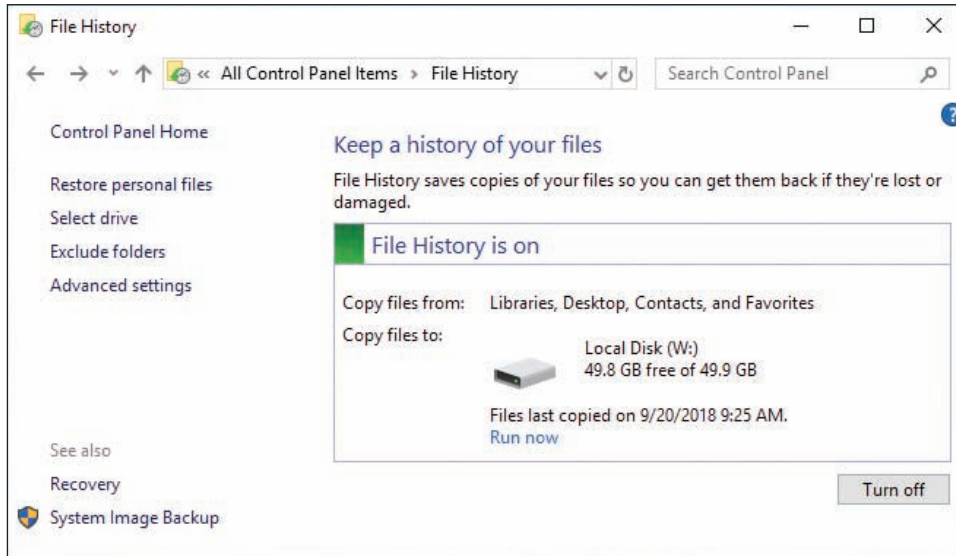 File History
« All Control Panel Items › File History
Search Control Panel
?
Control Panel Home
Restore personal files
Select drive
Exclude folders
Advanced settings
See also
Recovery
System Image Backup
Keep a history of your files
File History saves copies of your files so you can get them back if they're lost or
damaged.
File History is on
Copy files from: Libraries, Desktop, Contacts, and Favorites
Copy files to:
Local Disk (W:)
49.8 GB free of 49.9 GB
Files last copied on 9/20/2018 9:25 AM.
Run now
Turn off